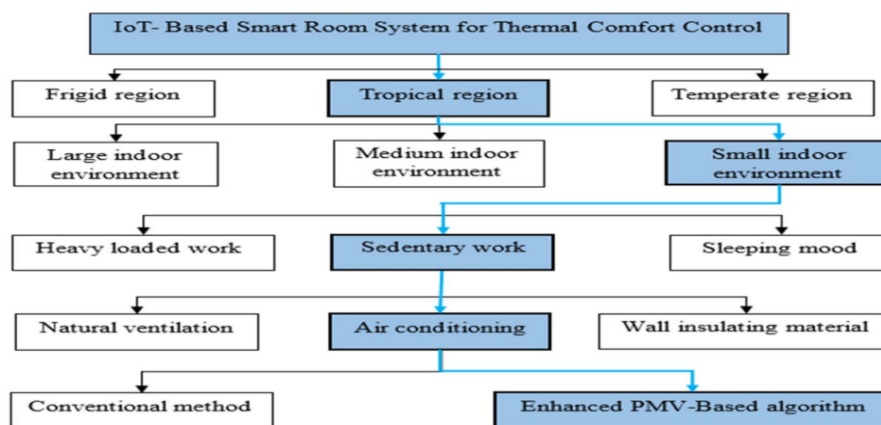 IoT- Based Smart Room System for Thermal Comfort Control
Frigid region
Tropical region
Temperate region
Large indoor
environment
Medium indoor
environment
Small indoor
environment
Heavy loaded work
Sedentary work
Sleeping mood
Natural ventilation
Air conditioning
Wall insulating material
Conventional method
Enhanced PMV-Based algorithm